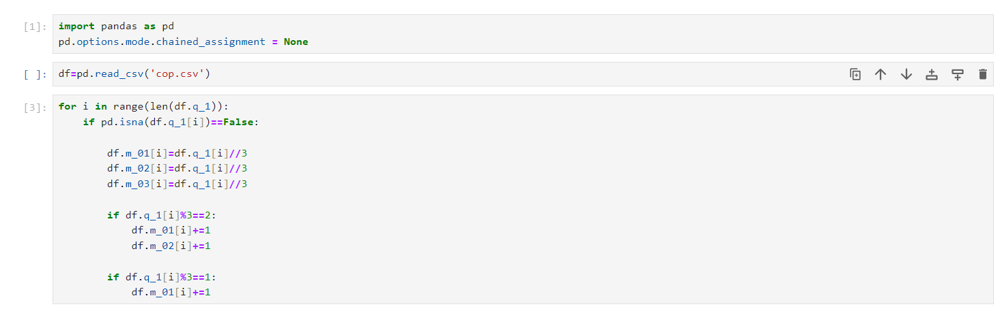 [1]: import pandas as pd
pd.options.mode.chained_assignment = None
[ ]: df=pd.read_csv('cop.csv')
[3]: for i in range(len(df.q_1)):
    if pd.isna(df.q_1[i])==False:
        df.m_01[i]=df.q_1[i]//3
        df.m_02[i]=df.q_1[i]//3
        df.m_03[i]=df.q_1[i]//3
        if df.q_1[i]%3==2:
            df.m_01[i]+=1
            df.m_02[i]+=1
        if df.q_1[i]%3==1:
            df.m_01[i]+=1